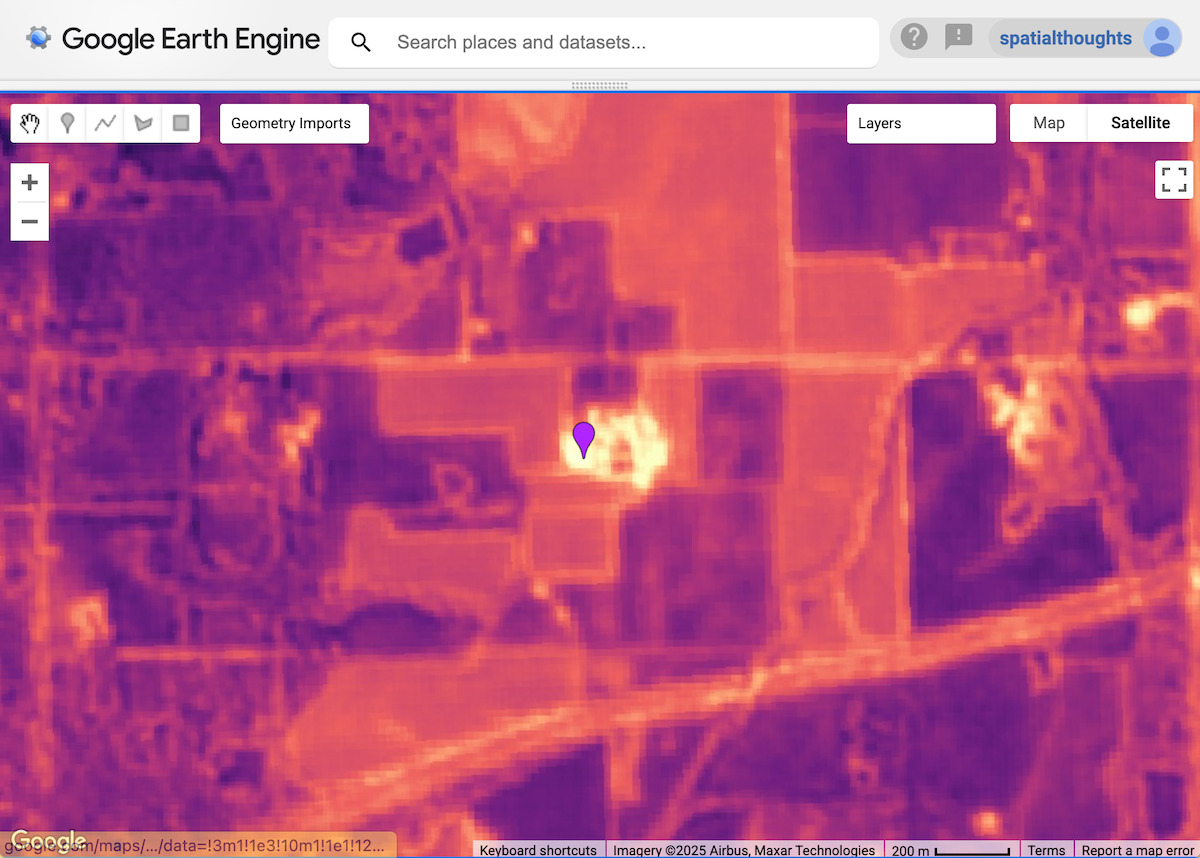 Google Earth Engine
Search places and datasets...
spatialthoughts
Geometry Imports
Layers
Map
Satellite
Google
google.com/maps/.../data=!3m1!1e3!10m1!1e1!12...
Keyboard shortcuts
Imagery ©2025 Airbus, Maxar Technologies
200 m
Terms
Report a map error